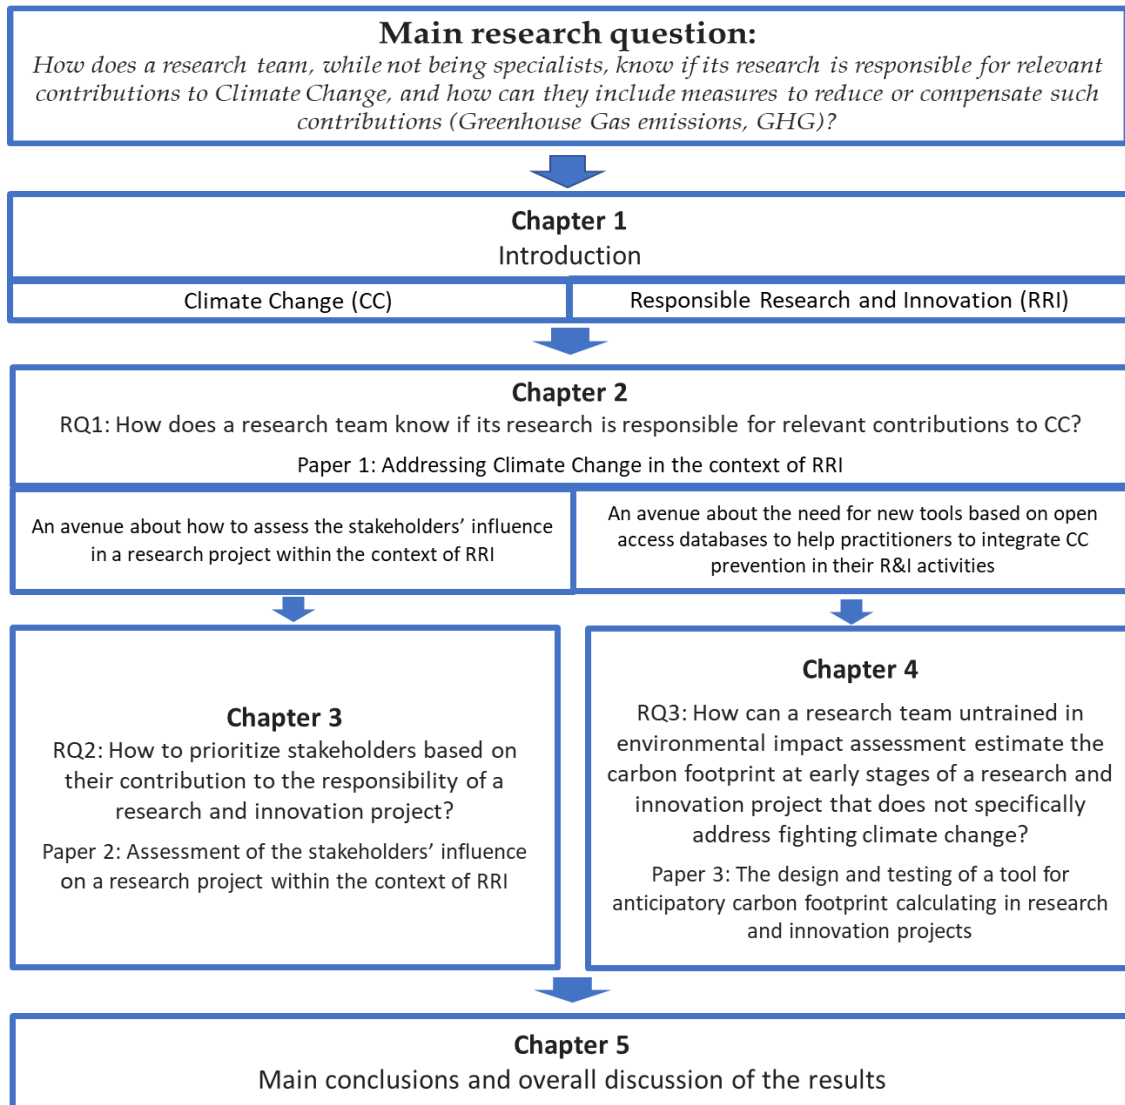 Main research question:
How does a research team, while not being specialists, know if its research is responsible for relevant
contributions to Climate Change, and how can they include measures to reduce or compensate such
contributions (Greenhouse Gas emissions, GHG)?
Chapter 1
Introduction
Climate Change (CC)
Responsible Research and Innovation (RRI)
Chapter 2
RQ1: How does a research team know if its research is responsible for relevant contributions to CC?
Paper 1: Addressing Climate Change in the context of RRI
An avenue about how to assess the stakeholders’ influence
in a research project within the context of RRI
An avenue about the need for new tools based on open
access databases to help practitioners to integrate CC
prevention in their R&I activities
Chapter 3
RQ2: How to prioritize stakeholders based on
their contribution to the responsibility of a
research and innovation project?
Paper 2: Assessment of the stakeholders’ influence
on a research project within the context of RRI
Chapter 4
RQ3: How can a research team untrained in
environmental impact assessment estimate the
carbon footprint at early stages of a research and
innovation project that does not specifically
address fighting climate change?
Paper 3: The design and testing of a tool for
anticipatory carbon footprint calculating in research
and innovation projects
Chapter 5
Main conclusions and overall discussion of the results